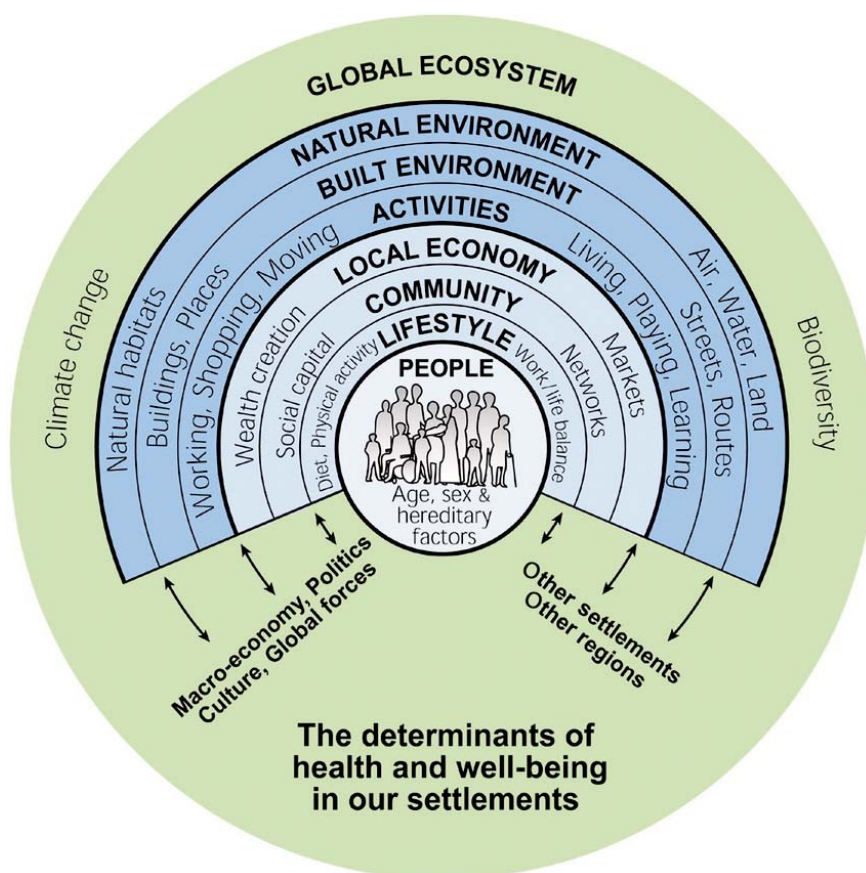 GLOBAL ECOSYSTEM
NATURAL ENVIRONMENT
BUILT ENVIRONMENT
ACTIVITIES
LOCAL ECONOMY
COMMUNITY
LIFESTYLE
PEOPLE
Age, sex &
hereditary
factors
Climate change
Natural habitats
Buildings, Places
Working, Shopping, Moving
Wealth creation
Social capital
Diet, Physical activity
Work/life balance
Networks
Markets
Living, Playing, Learning
Streets, Routes
Air, Water, Land
Biodiversity
Macro-economy, Politics
Culture, Global forces
Other settlements
Other regions
The determinants of
health and well-being
in our settlements